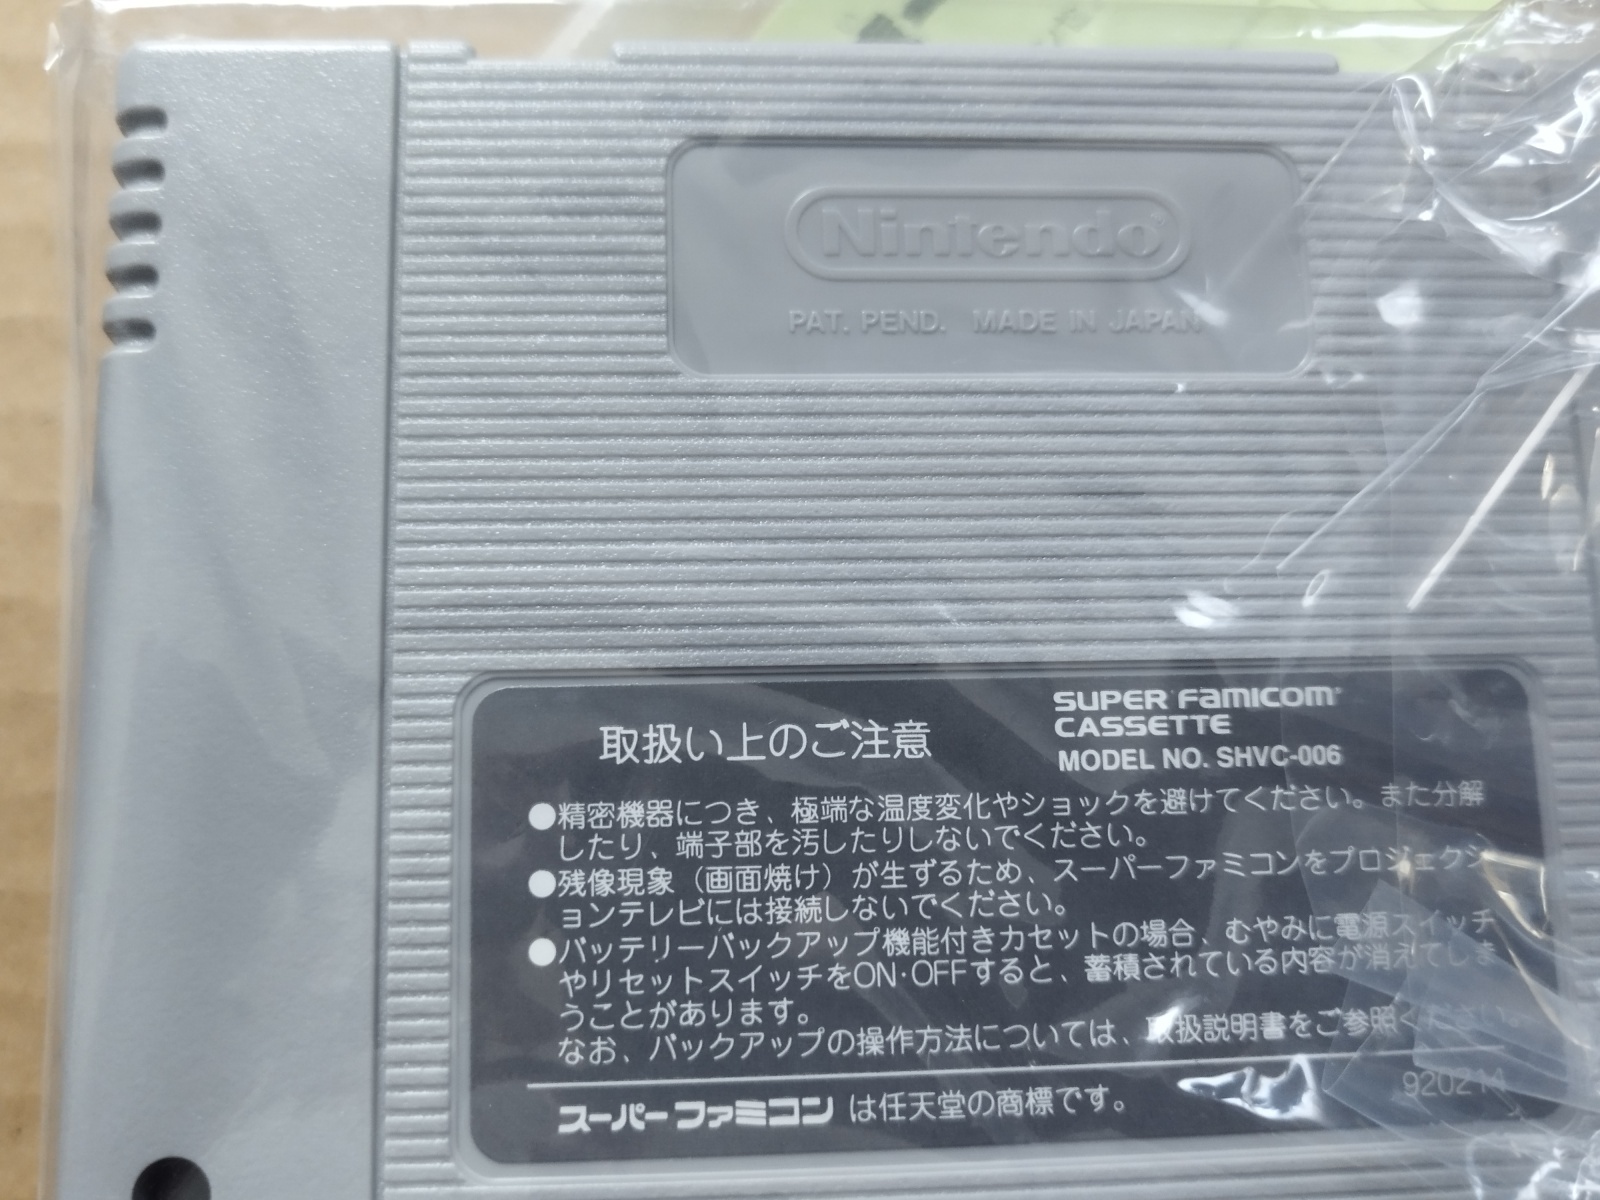 Nintendo
PAT. PEND. MADE IN JAPAN
取扱い上のご注意
SUPER FAMICOM
CASSETTE
MODEL NO. SHVC-006
●精密機器につき、極端な温度変化やショックを避けてください。また分解
したり、端子部を汚したりしないでください。
●残像現象（画面焼け）が生ずるため、スーパーファミコンをプロジェクシ
ョンテレビには接続しないでください。
●バッテリーバックアップ機能付きカセットの場合、むやみに電源スイッチ
やリセットスイッチをON・OFFすると、蓄積されている内容が消えてしま
うことがあります。
なお、バックアップの操作方法については、取扱説明書をご参照ください。
スーパーファミコン は任天堂の商標です。
920214